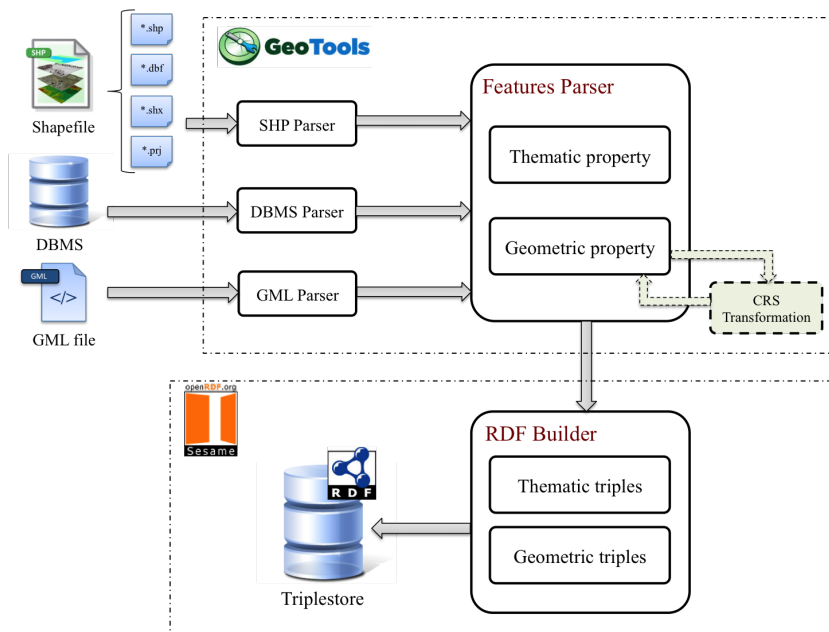 *.shp
SHP
*.dbf
*.shx
*.prj
Shapefile
DBMS
GML
</>
GML file
GeoTools
SHP Parser
DBMS Parser
GML Parser
Features Parser
Thematic property
Geometric property
CRS
Transformation
openRDF.org
Sesame
RDF
Triplestore
RDF Builder
Thematic triples
Geometric triples